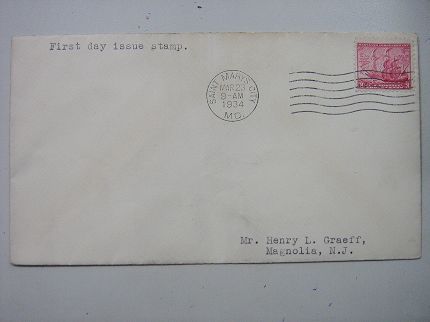 First day issue stamp.
SAINT MARYS CITY
MAR 23
9-AM
1934
MD.
Mr. Henry L. Graeff,
Magnolia, N.J.